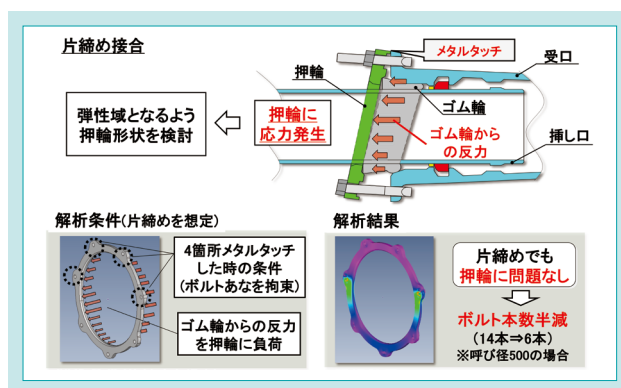 片締め接合
メタルタッチ
受口
押輪
ゴム輪
弾性域となるよう
押輪形状を検討
押輪に
応力発生
ゴム輪から
の反力
挿し口
解析条件(片締めを想定)
4箇所メタルタッチ
した時の条件
(ボルトあなを拘束)
ゴム輪からの反力
を押輪に負荷
解析結果
片締めでも
押輪に問題なし
ボルト本数半減
(14本⇒6本)
※呼び径500の場合